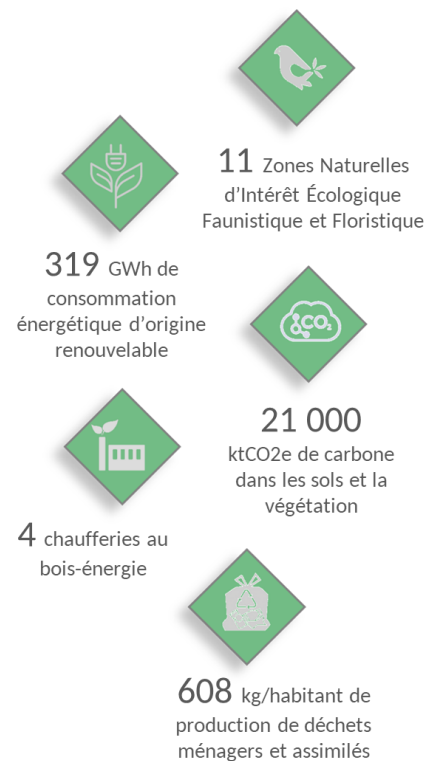 11 Zones Naturelles
d’Intérêt Écologique
Faunistique et Floristique
319 GWh de
consommation
énergétique d’origine
renouvelable
CO₂
21 000
ktCO2e de carbone
dans les sols et la
végétation
4 chaufferies au
bois-énergie
608 kg/habitant de
production de déchets
ménagers et assimilés